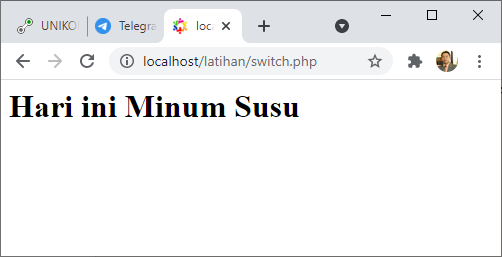 UNIKO
Telegra
loca
localhost/latihan/switch.php
Hari ini Minum Susu